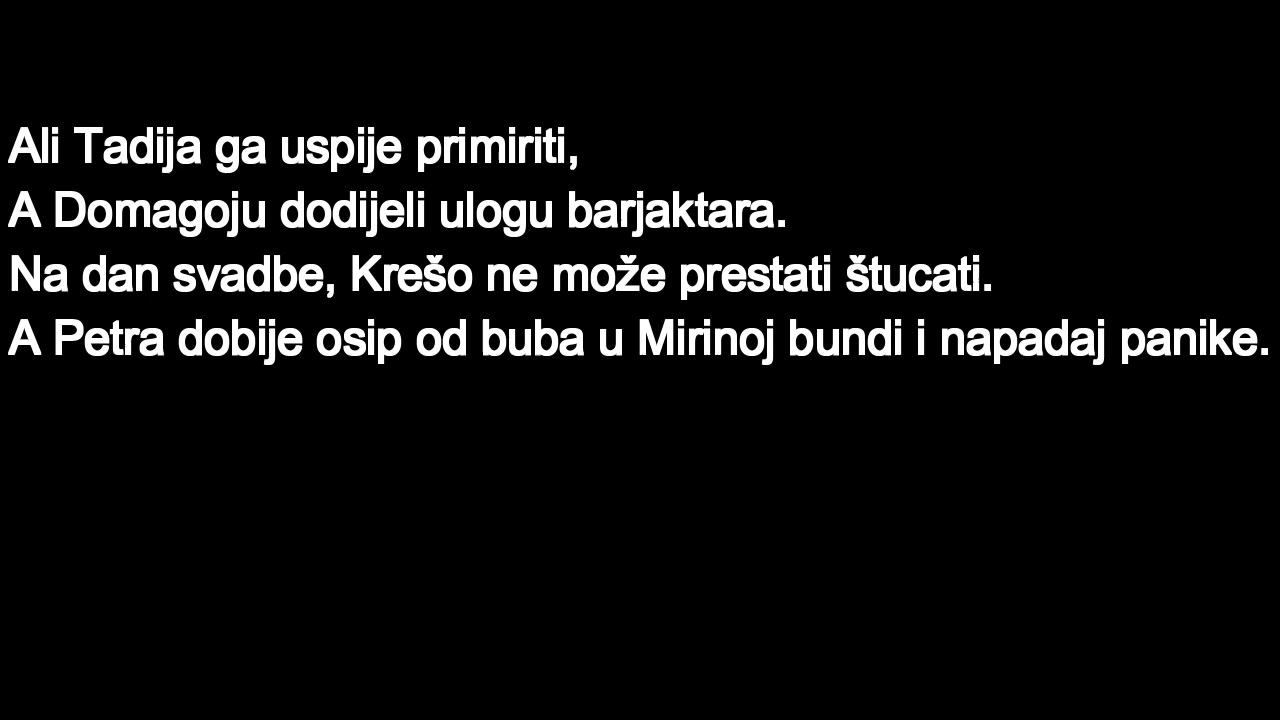 Ali Tadija ga uspije primiriti,
A Domagoju dodijeli ulogu barjaktara.
Na dan svadbe, Krešo ne može prestati štucati.
A Petra dobije osip od buba u Mirinoj bundi i napadaj panike.